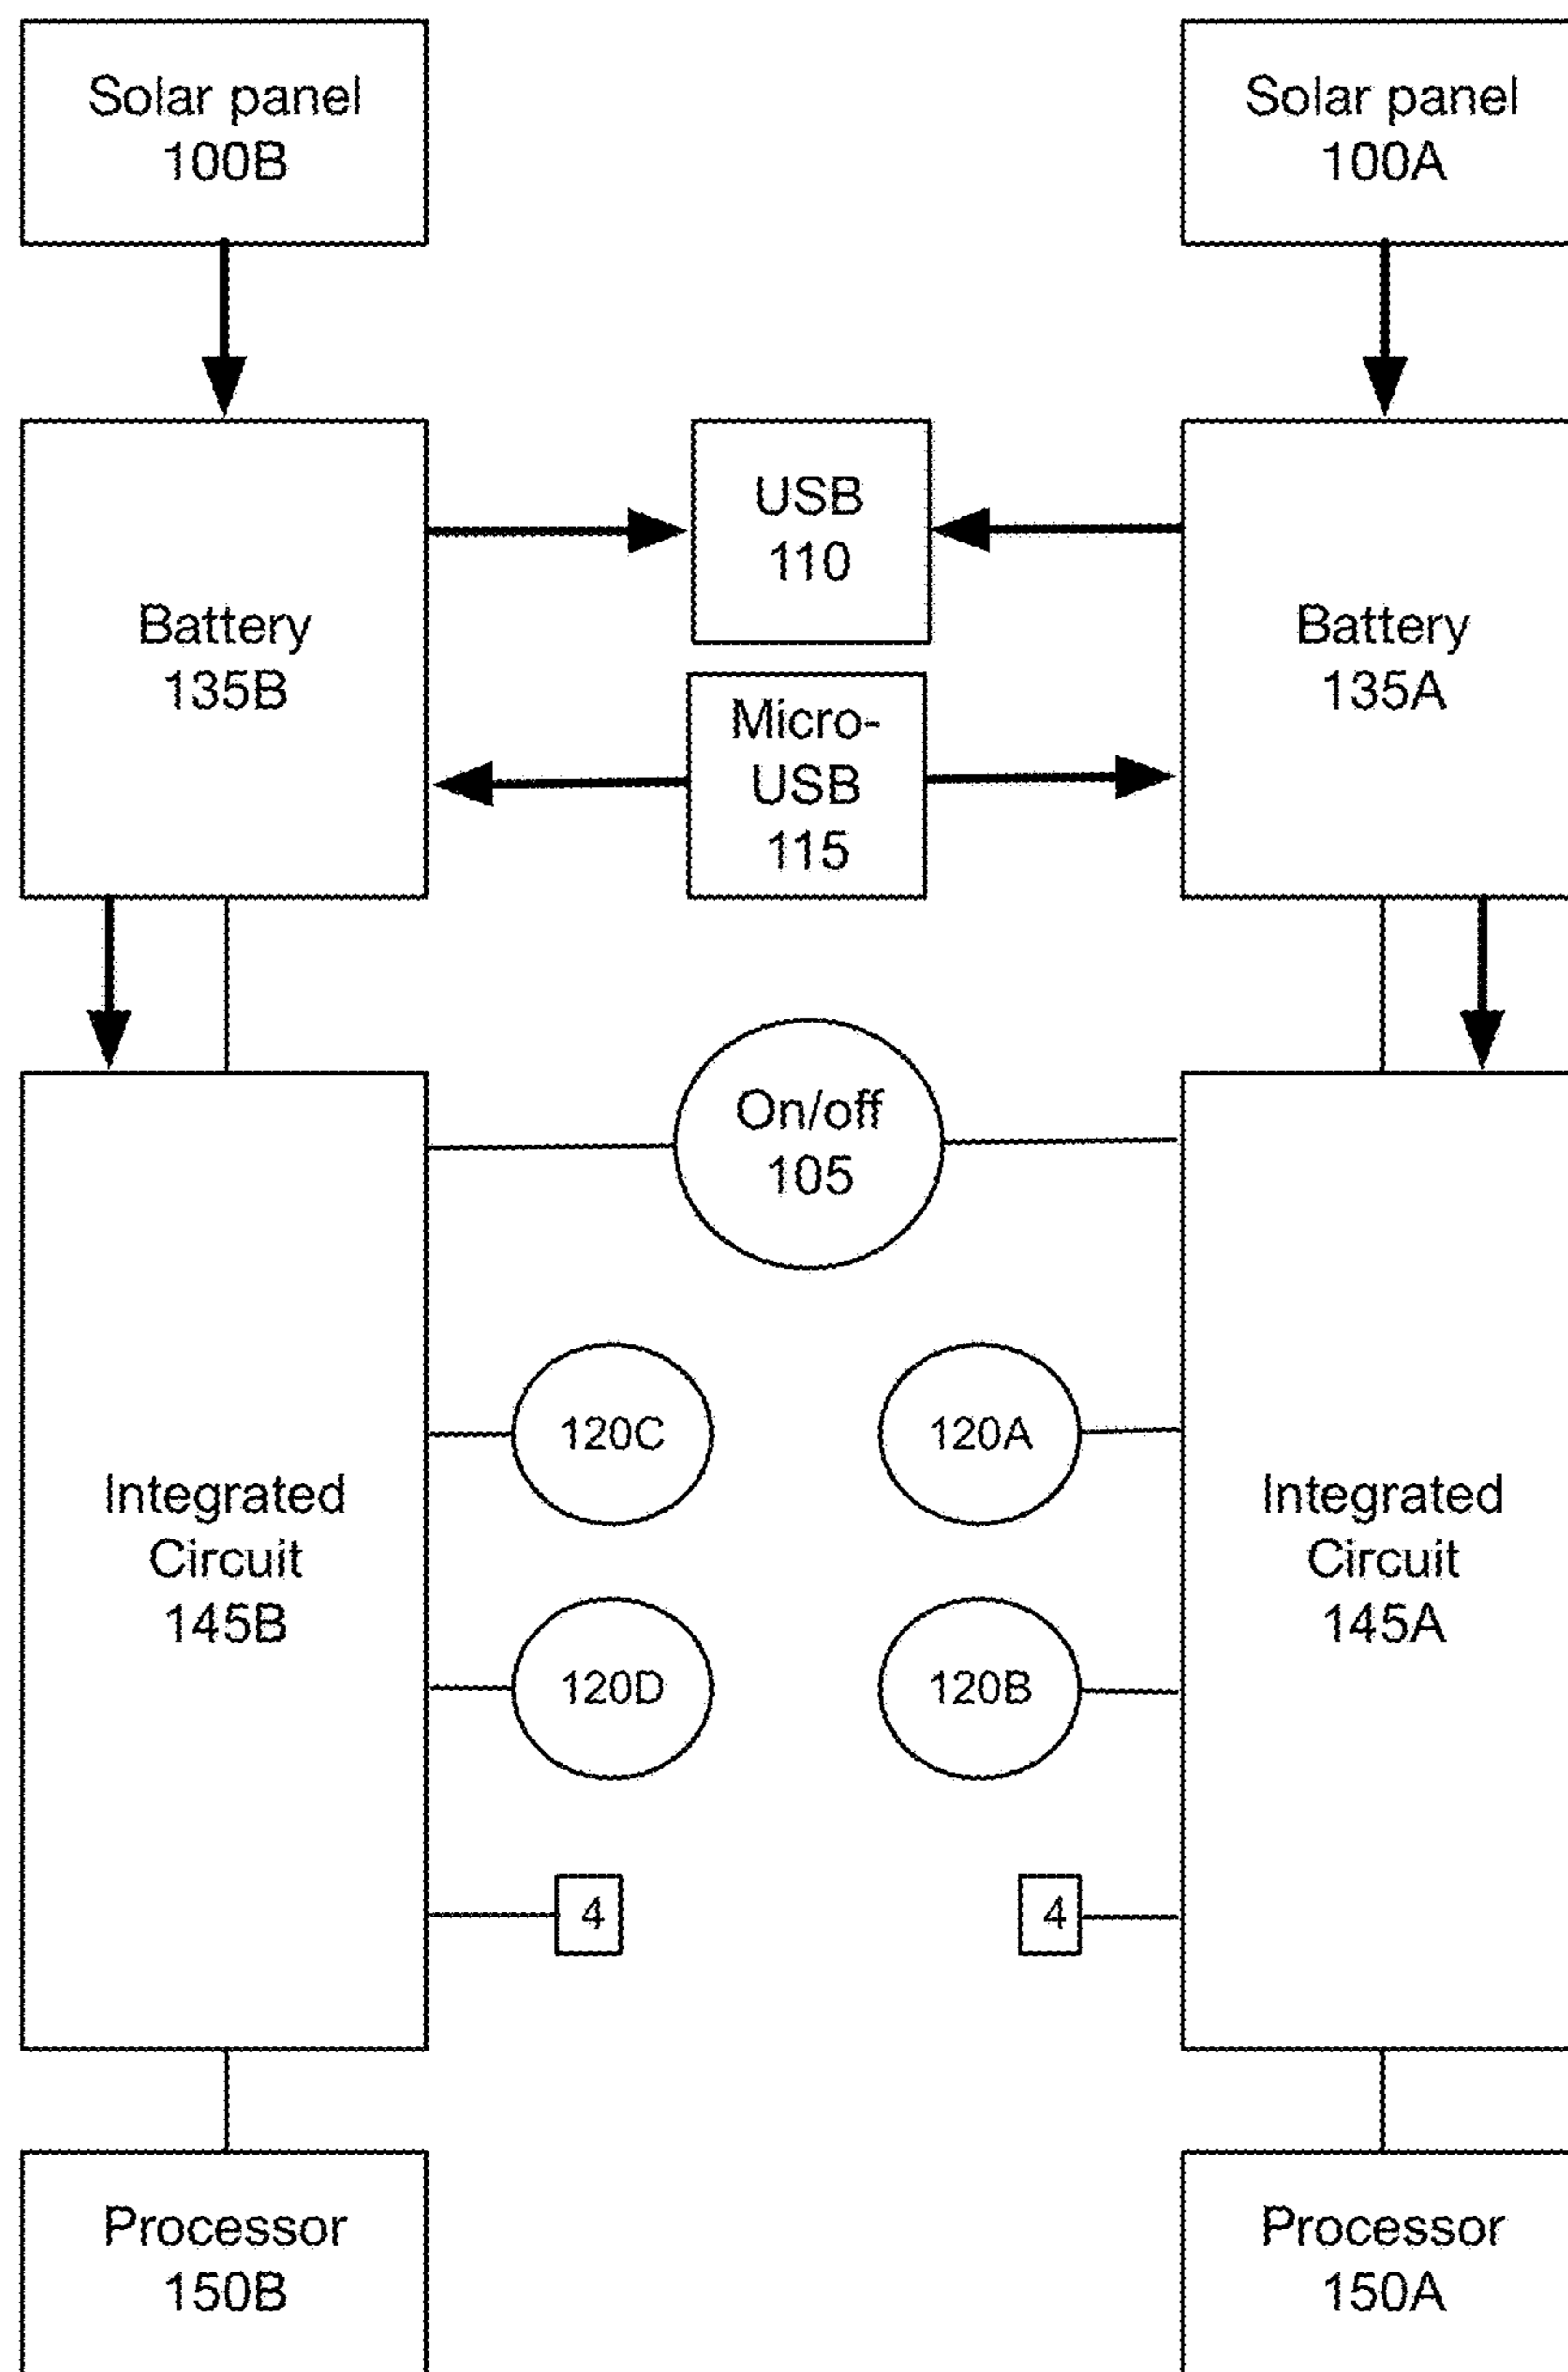 Solar panel
100B
Solar panel
100A
Battery
135B
USB
110
Battery
135A
Micro-
USB
115
On/off
105
120C
120A
Integrated
Circuit
145B
Integrated
Circuit
145A
120D
120B
4
4
Processor
150B
Processor
150A